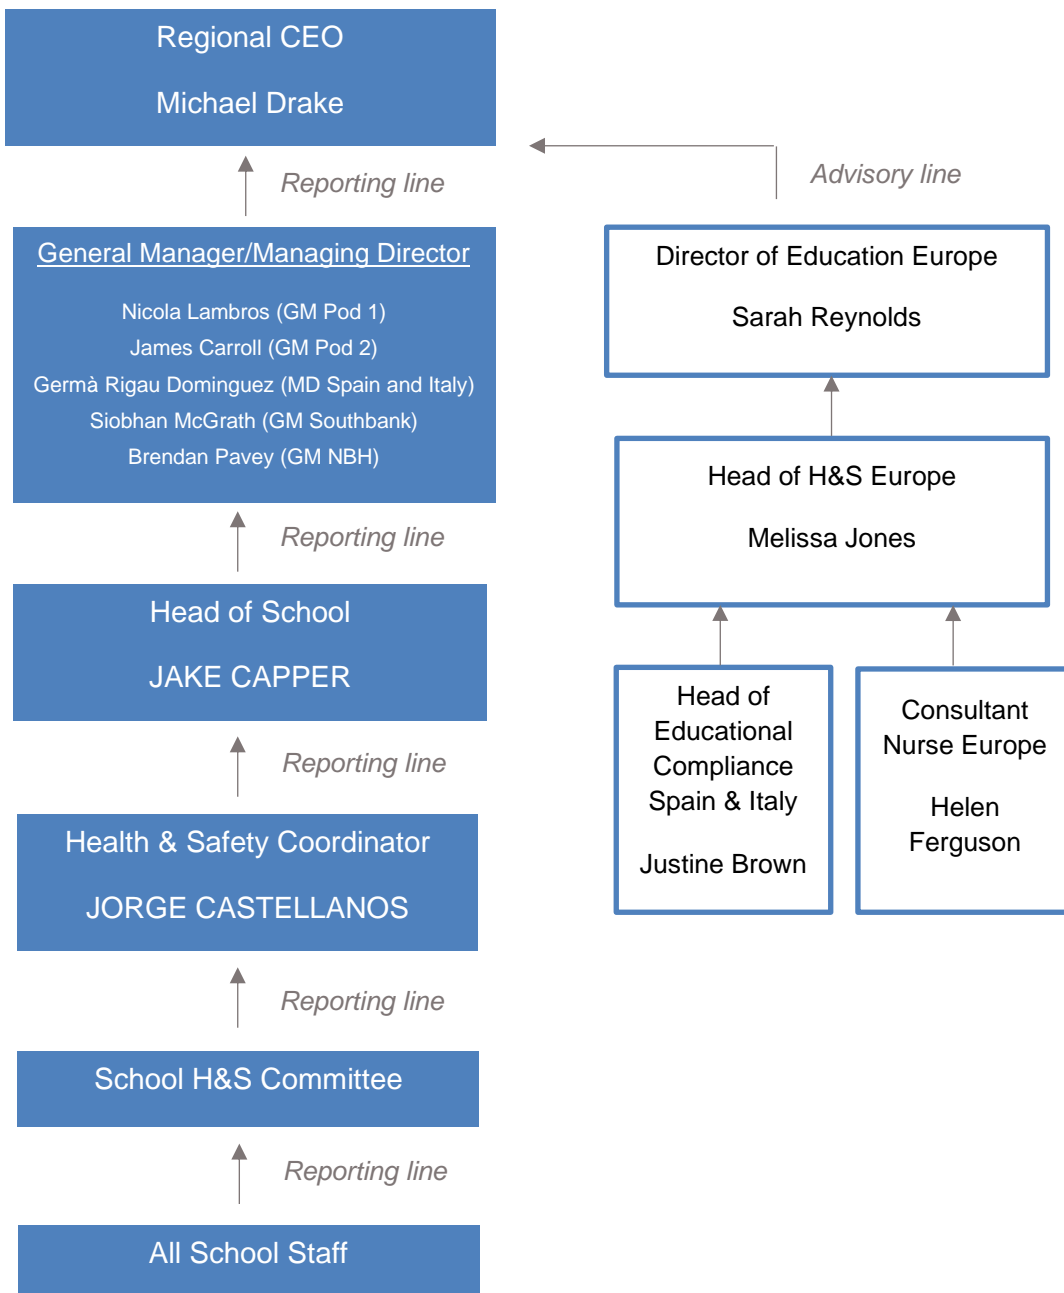 Regional CEO
Michael Drake
Reporting line
Advisory line
General Manager/Managing Director
Nicola Lambros (GM Pod 1)
James Carroll (GM Pod 2)
Germà Rigau Dominguez (MD Spain and Italy)
Siobhan McGrath (GM Southbank)
Brendan Pavey (GM NBH)
Director of Education Europe
Sarah Reynolds
Head of H&S Europe
Melissa Jones
Reporting line
Head of School
JAKE CAPPER
Reporting line
Head of
Educational
Compliance
Spain & Italy
Justine Brown
Consultant
Nurse Europe
Helen
Ferguson
Health & Safety Coordinator
JORGE CASTELLANOS
Reporting line
School H&S Committee
Reporting line
All School Staff